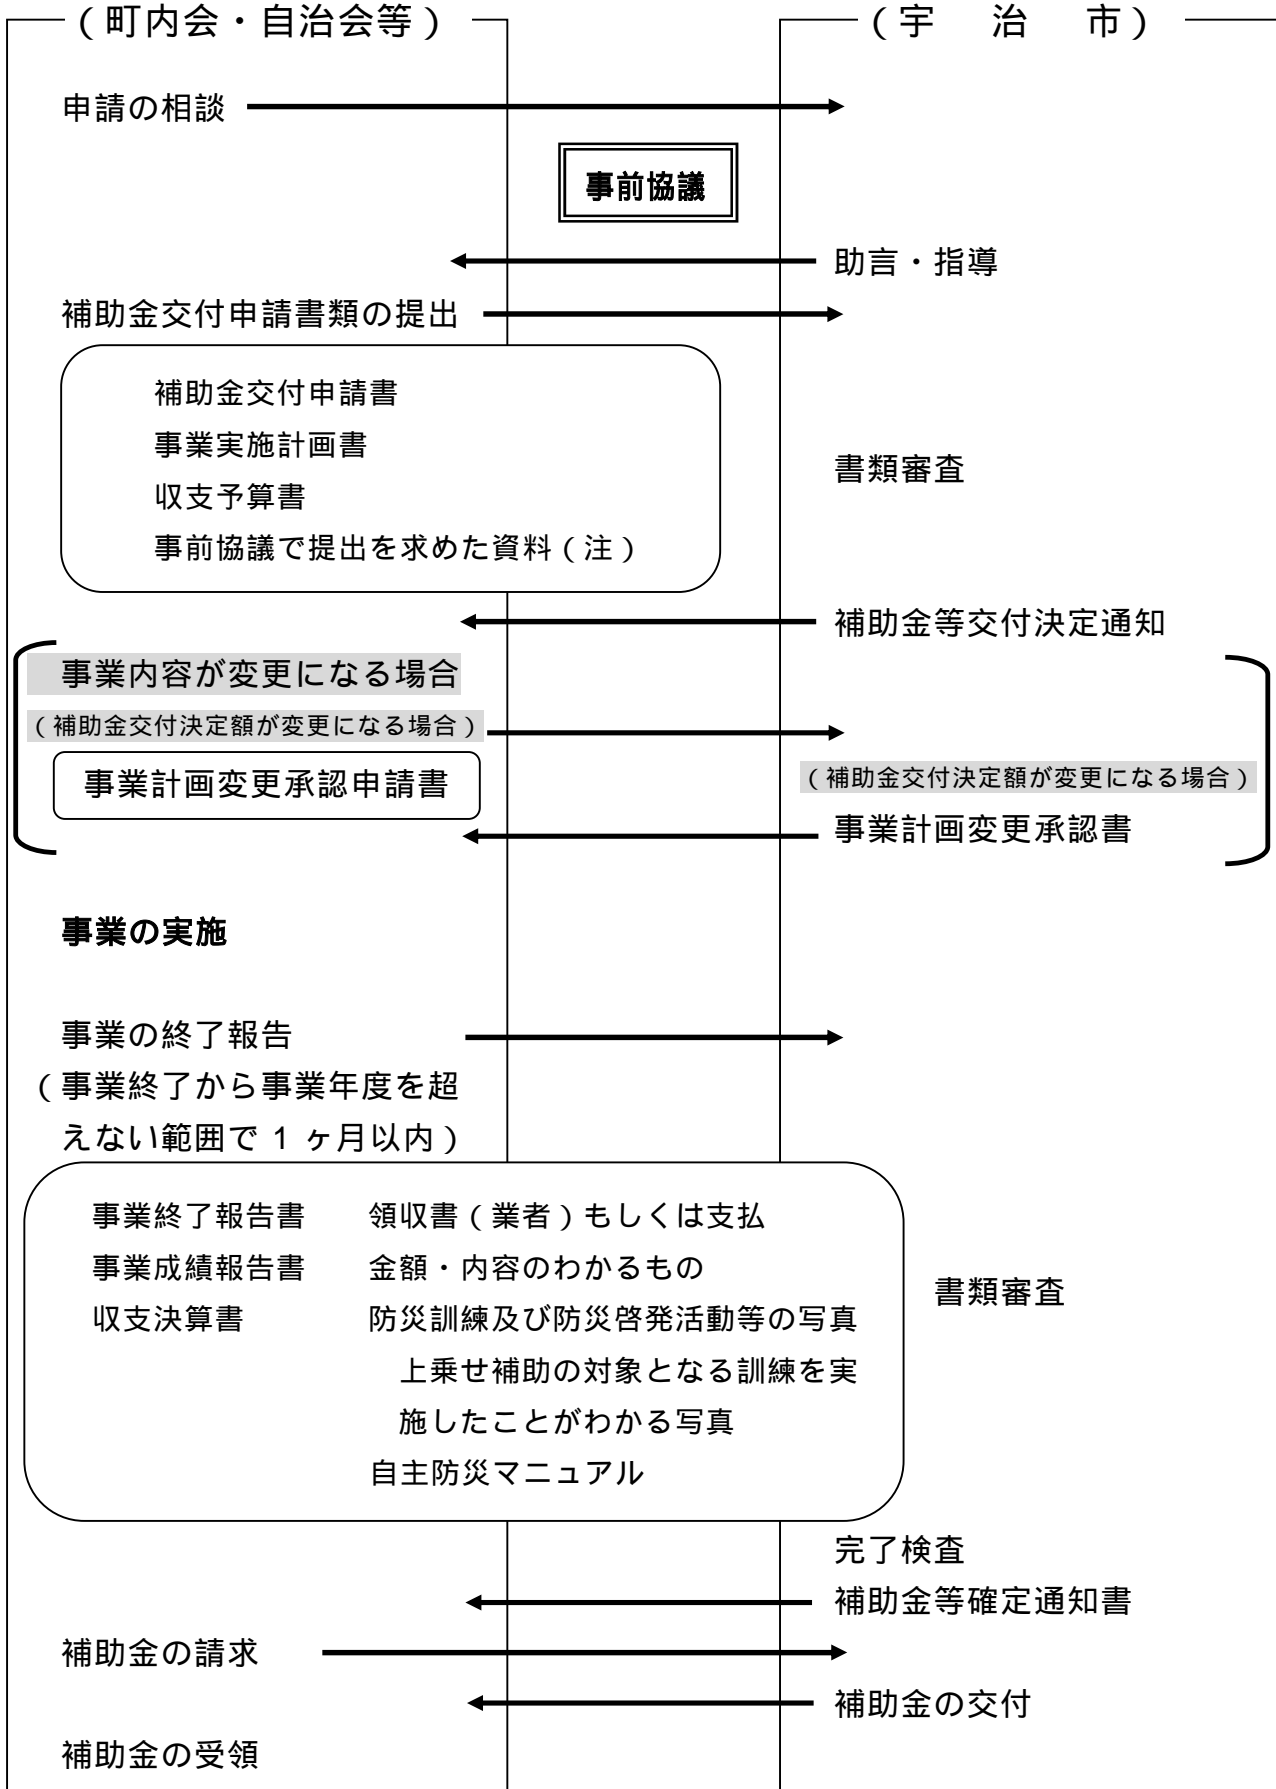 （町内会・自治会等）
（宇　治　市）
申請の相談
事前協議
助言・指導
補助金交付申請書類の提出
補助金交付申請書
事業実施計画書
収支予算書
事前協議で提出を求めた資料（注）
書類審査
補助金等交付決定通知
事業内容が変更になる場合
（補助金交付決定額が変更になる場合）
事業計画変更承認申請書
（補助金交付決定額が変更になる場合）
事業計画変更承認書
事業の実施
事業の終了報告
（事業終了から事業年度を超
えない範囲で1ヶ月以内）
事業終了報告書
事業成績報告書
収支決算書
領収書（業者）もしくは支払
金額・内容のわかるもの
防災訓練及び防災啓発活動等の写真
上乗せ補助の対象となる訓練を実
施したことがわかる写真
自主防災マニュアル
書類審査
完了検査
補助金等確定通知書
補助金の請求
補助金の交付
補助金の受領